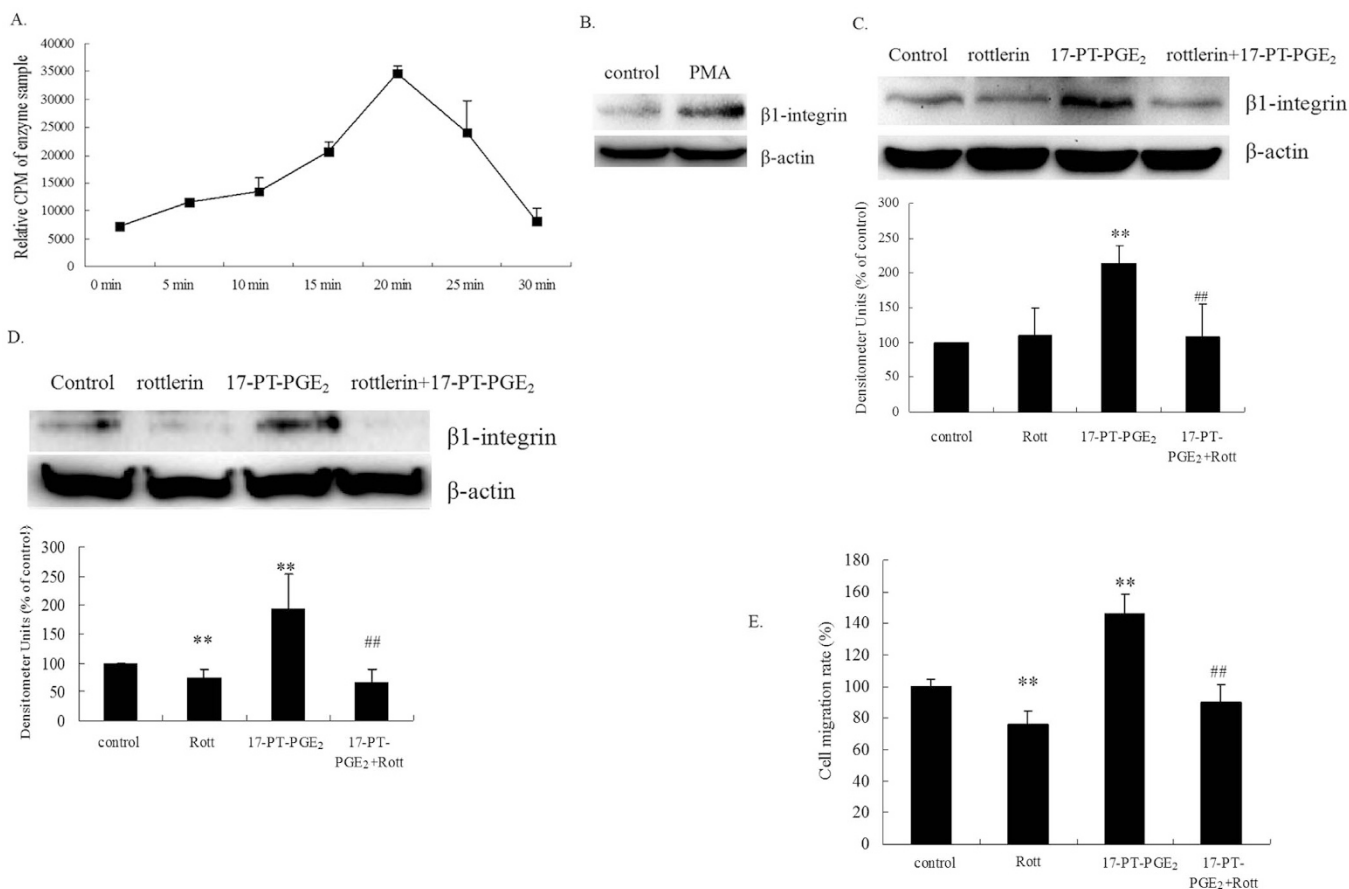 A.
Relative CPM of enzyme sample
40000
35000
30000
25000
20000
15000
10000
5000
0
0 min 5 min 10 min 15 min 20 min 25 min 30 min
B.
control PMA
β1-integrin
β-actin
C.
Control rottlerin 17-PT-PGE₂ rottlerin+17-PT-PGE₂
β1-integrin
β-actin
Densitometer Units (% of control)
300
250
200
150
100
50
0
**
##
control Rott 17-PT-PGE₂ 17-PT-
PGE₂+Rott
D.
Control rottlerin 17-PT-PGE₂ rottlerin+17-PT-PGE₂
β1-integrin
β-actin
Densitometer Units (% of control)
300
250
200
150
100
50
0
**
**
##
control Rott 17-PT-PGE₂ 17-PT-
PGE₂+Rott
E.
Cell migration rate (%)
180
160
140
120
100
80
60
40
20
0
**
**
##
control Rott 17-PT-PGE₂ 17-PT-
PGE₂+Rott